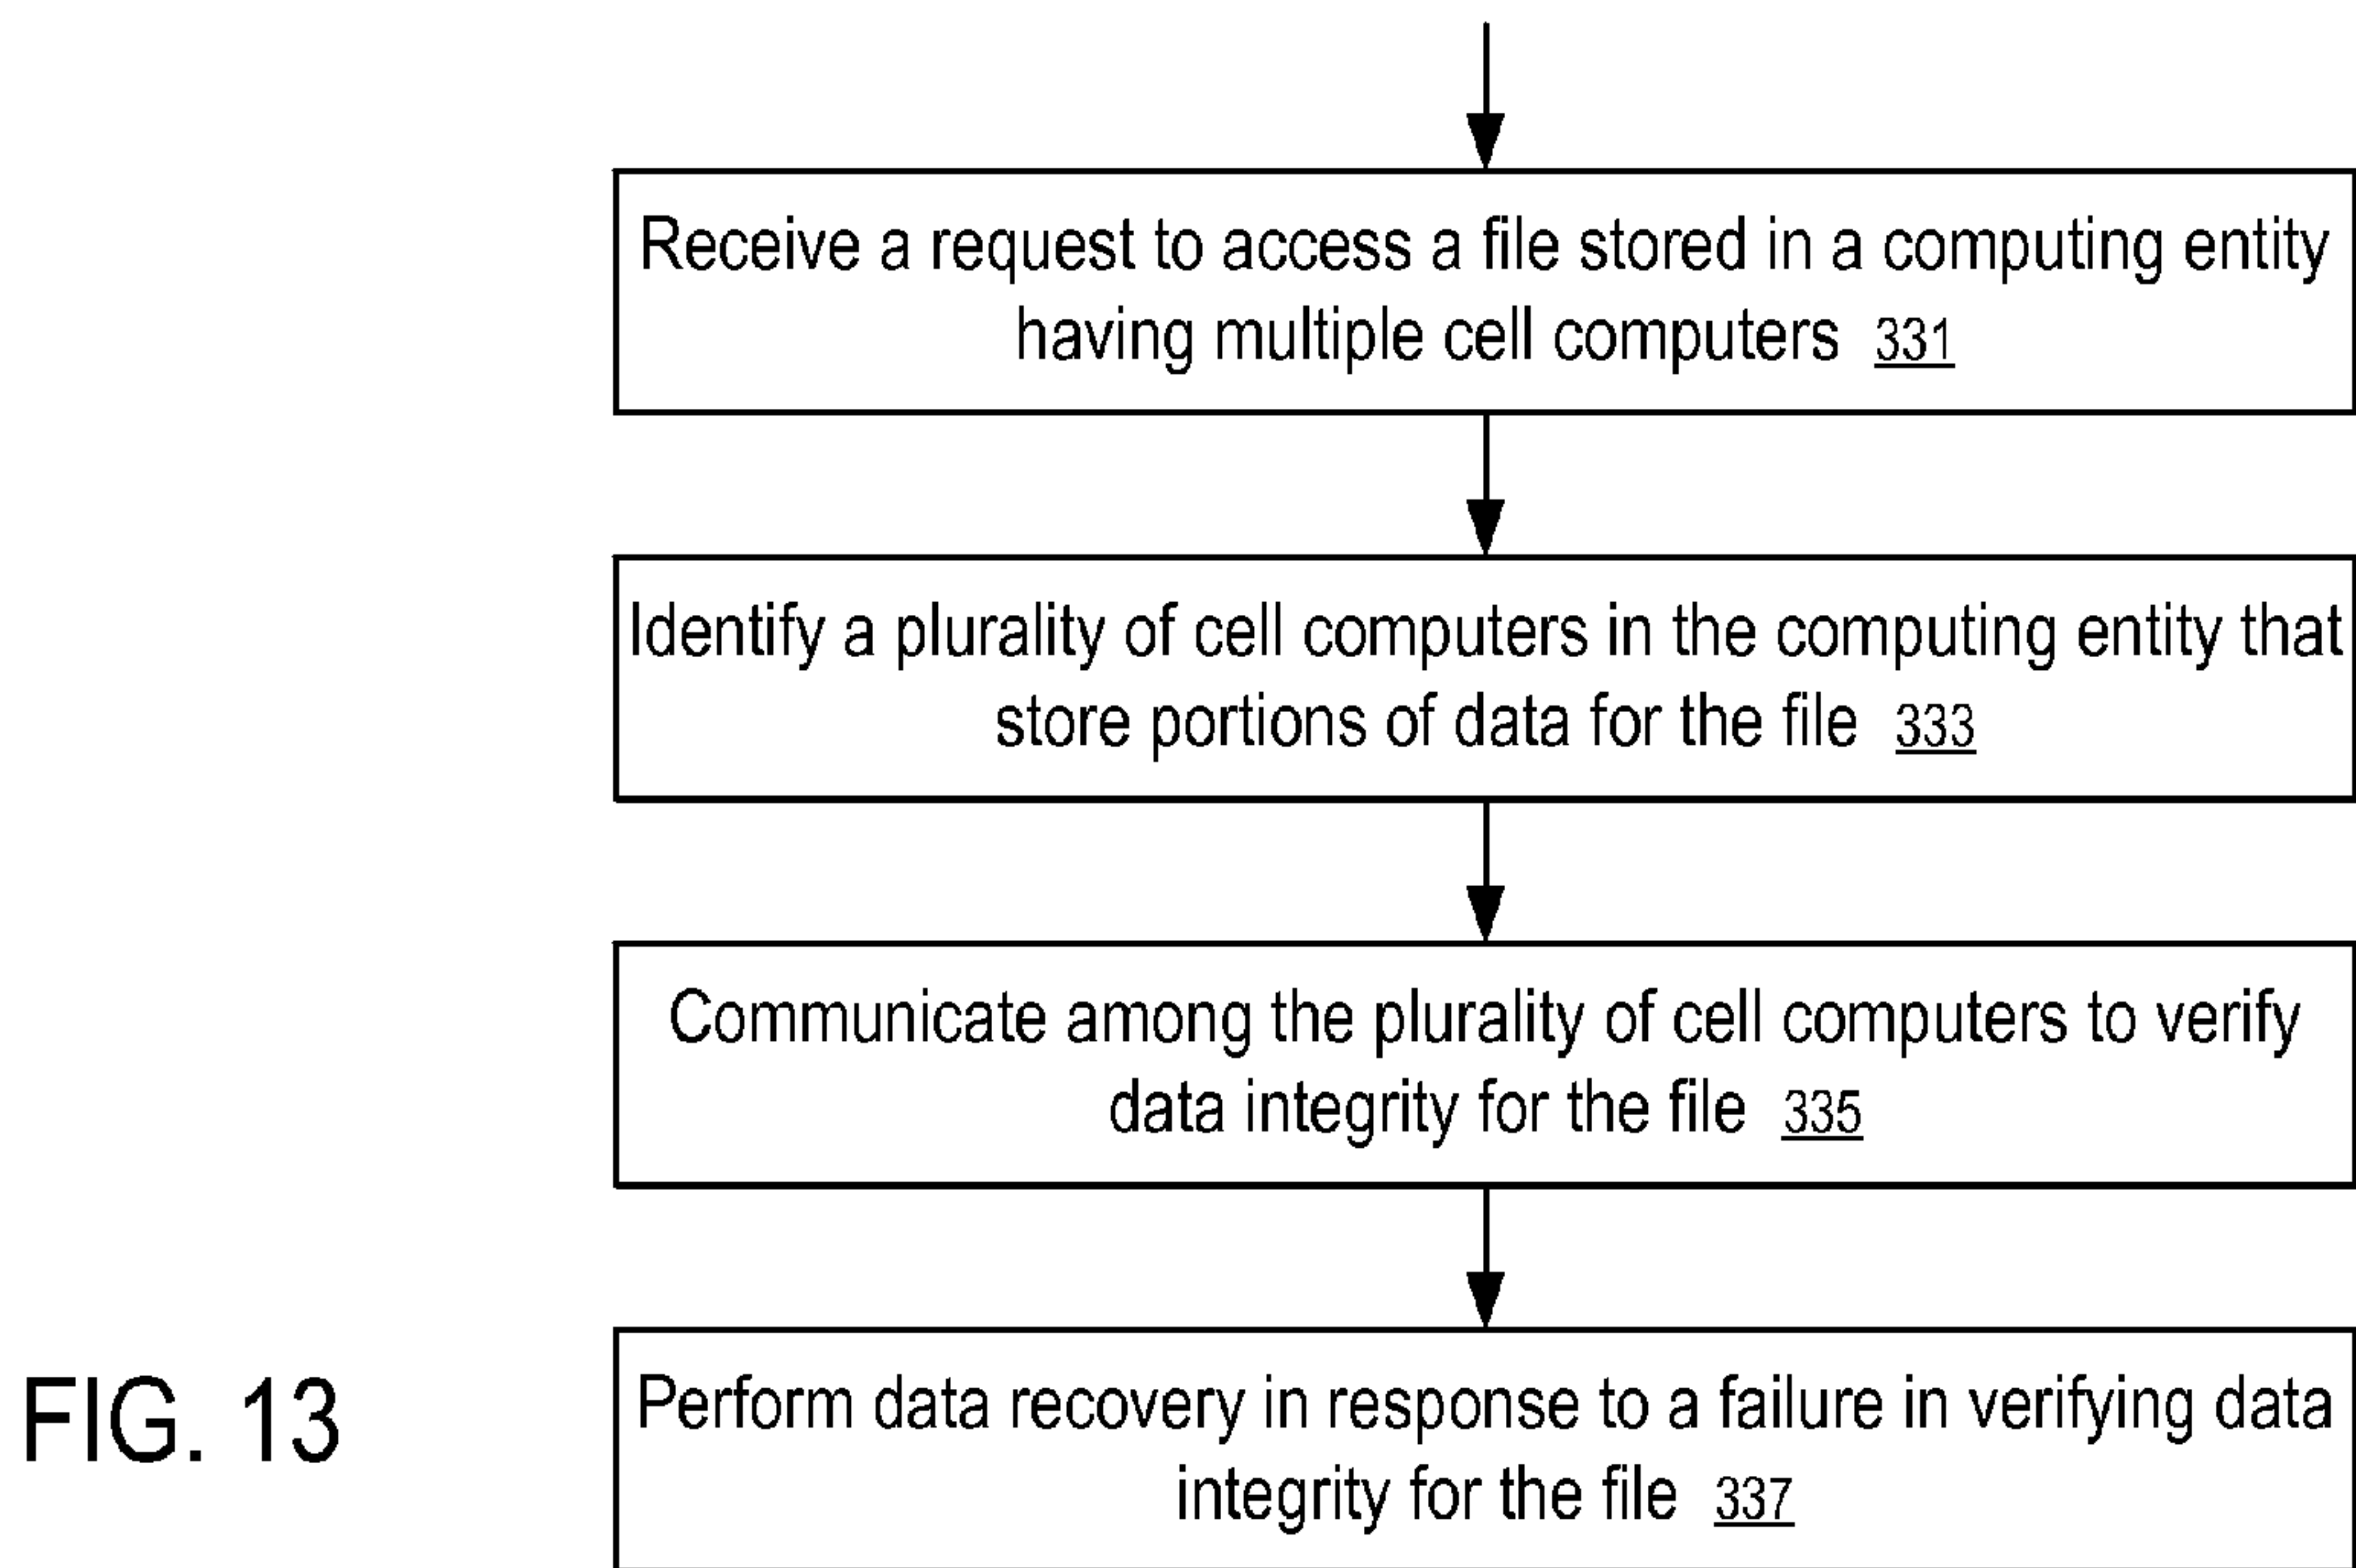 Receive a request to access a file stored in a computing entity
having multiple cell computers 331
Identify a plurality of cell computers in the computing entity that
store portions of data for the file 333
Communicate among the plurality of cell computers to verify
data integrity for the file 335
Perform data recovery in response to a failure in verifying data
integrity for the file 337
FIG. 13